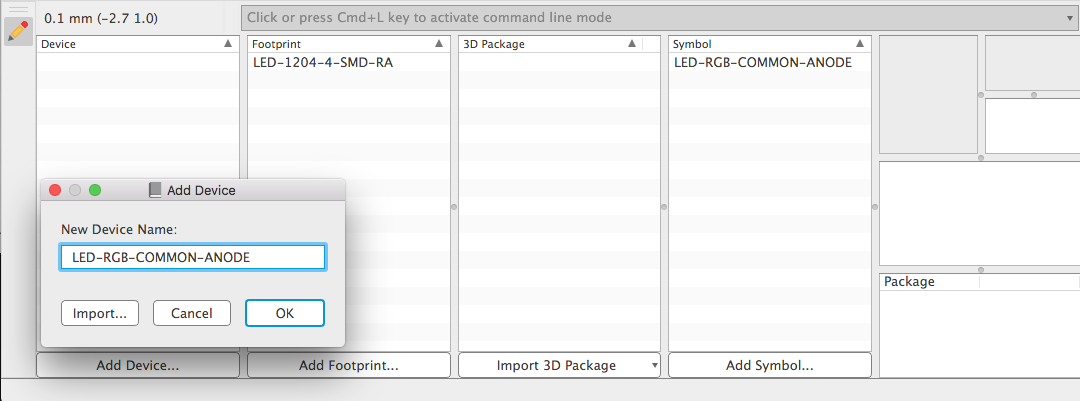 0.1 mm (-2.7 1.0)
Click or press Cmd+L key to activate command line mode
Device
Footprint
3D Package
Symbol
LED-1204-4-SMD-RA
LED-RGB-COMMON-ANODE
Add Device
New Device Name:
LED-RGB-COMMON-ANODE
Import...
Cancel
OK
Package
Add Device...
Add Footprint...
Import 3D Package
Add Symbol...